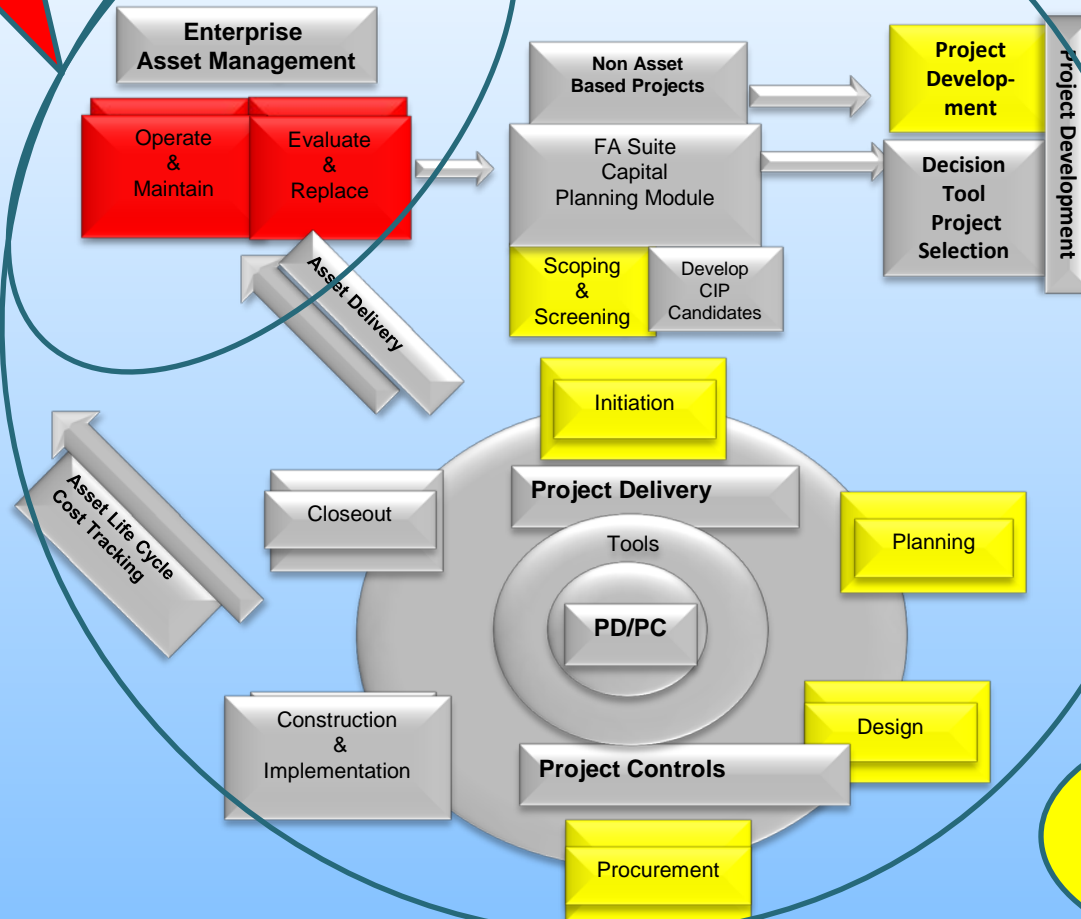 Enterprise
Asset Management
Operate
&
Maintain
Evaluate
&
Replace
Non Asset
Based Projects
FA Suite
Capital
Planning Module
Scoping
&
Screening
Develop
CIP
Candidates
Project
Develop-
ment
Decision
Tool
Project
Selection
Project Development
Asset Delivery
Asset Life Cycle
Cost Tracking
Initiation
Project Delivery
Closeout
Tools
Planning
PD/PC
Construction
&
Implementation
Design
Project Controls
Procurement